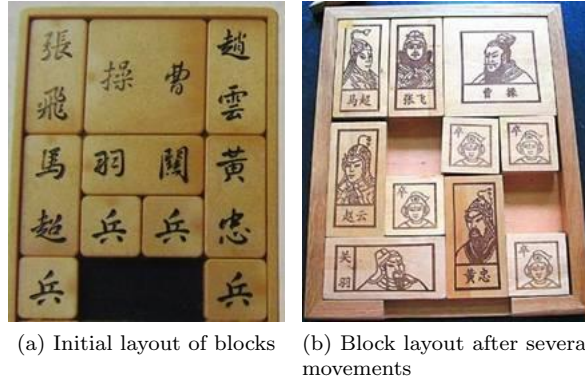 張飛
曹操
趙雲
馬超
關羽
黃忠
兵
兵
兵
兵
马超
张飞
曹操
卒
卒
赵云
卒
关羽
黄忠
卒
(a) Initial layout of blocks
(b) Block layout after severa
movements